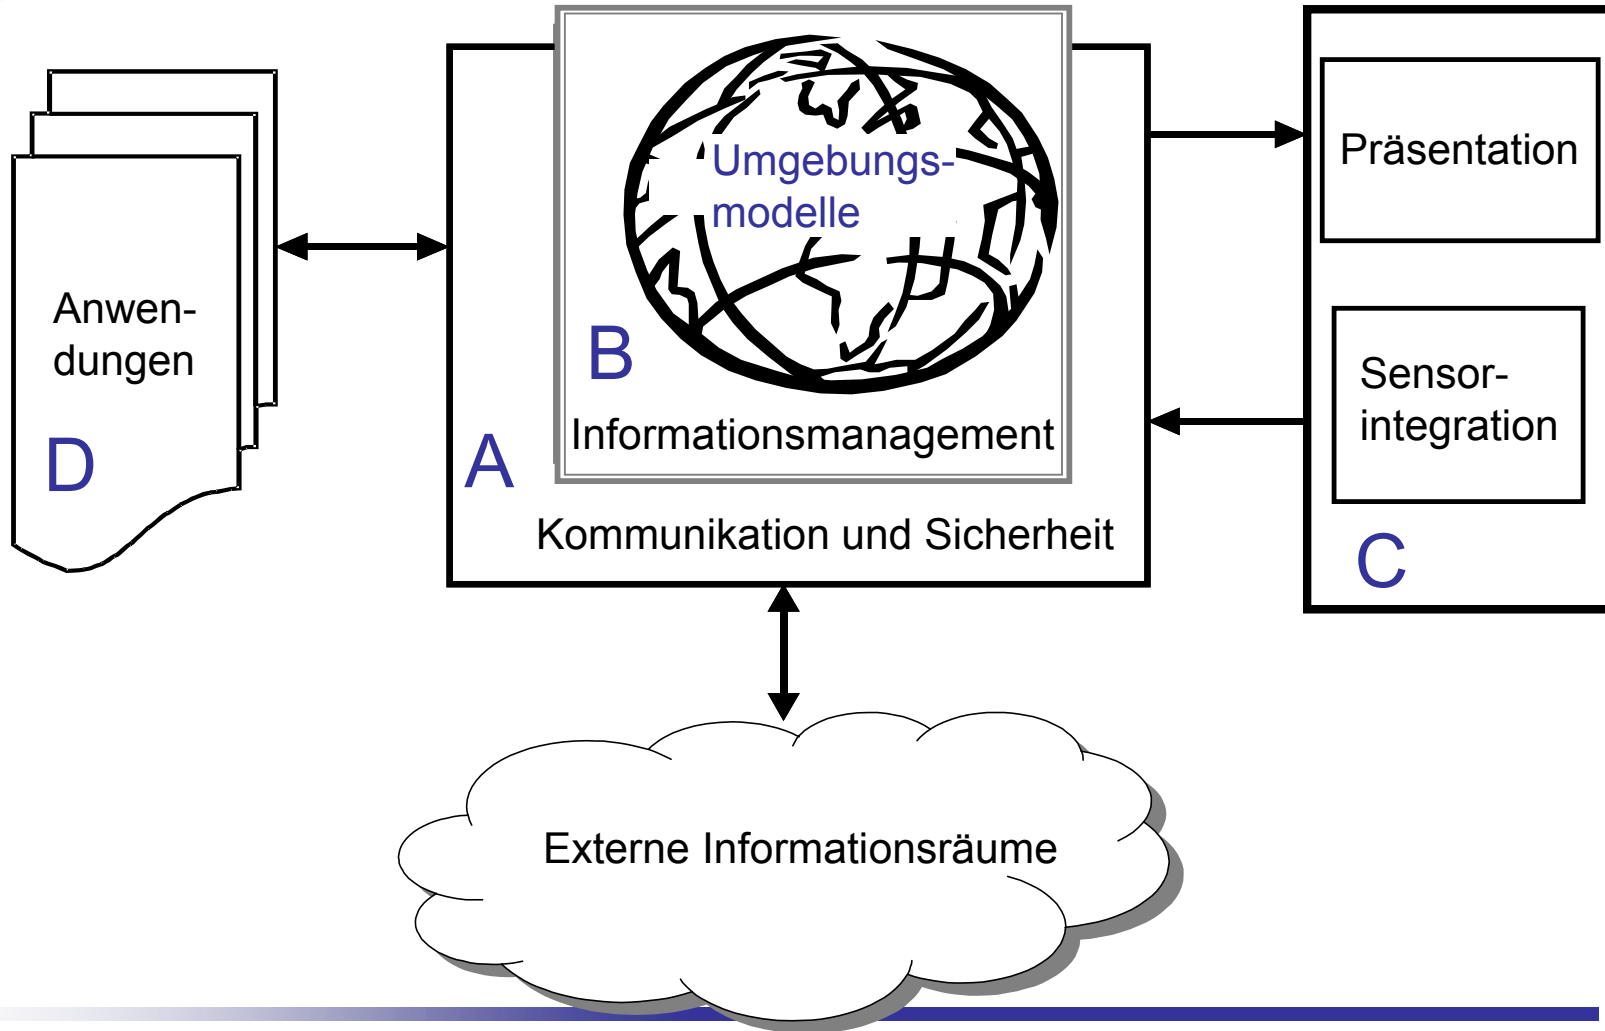 Anwen-
dungen
D
Umgebungs-
modelle
B
Informationsmanagement
A
Kommunikation und Sicherheit
Präsentation
Sensor-
integration
C
Externe Informationsräume